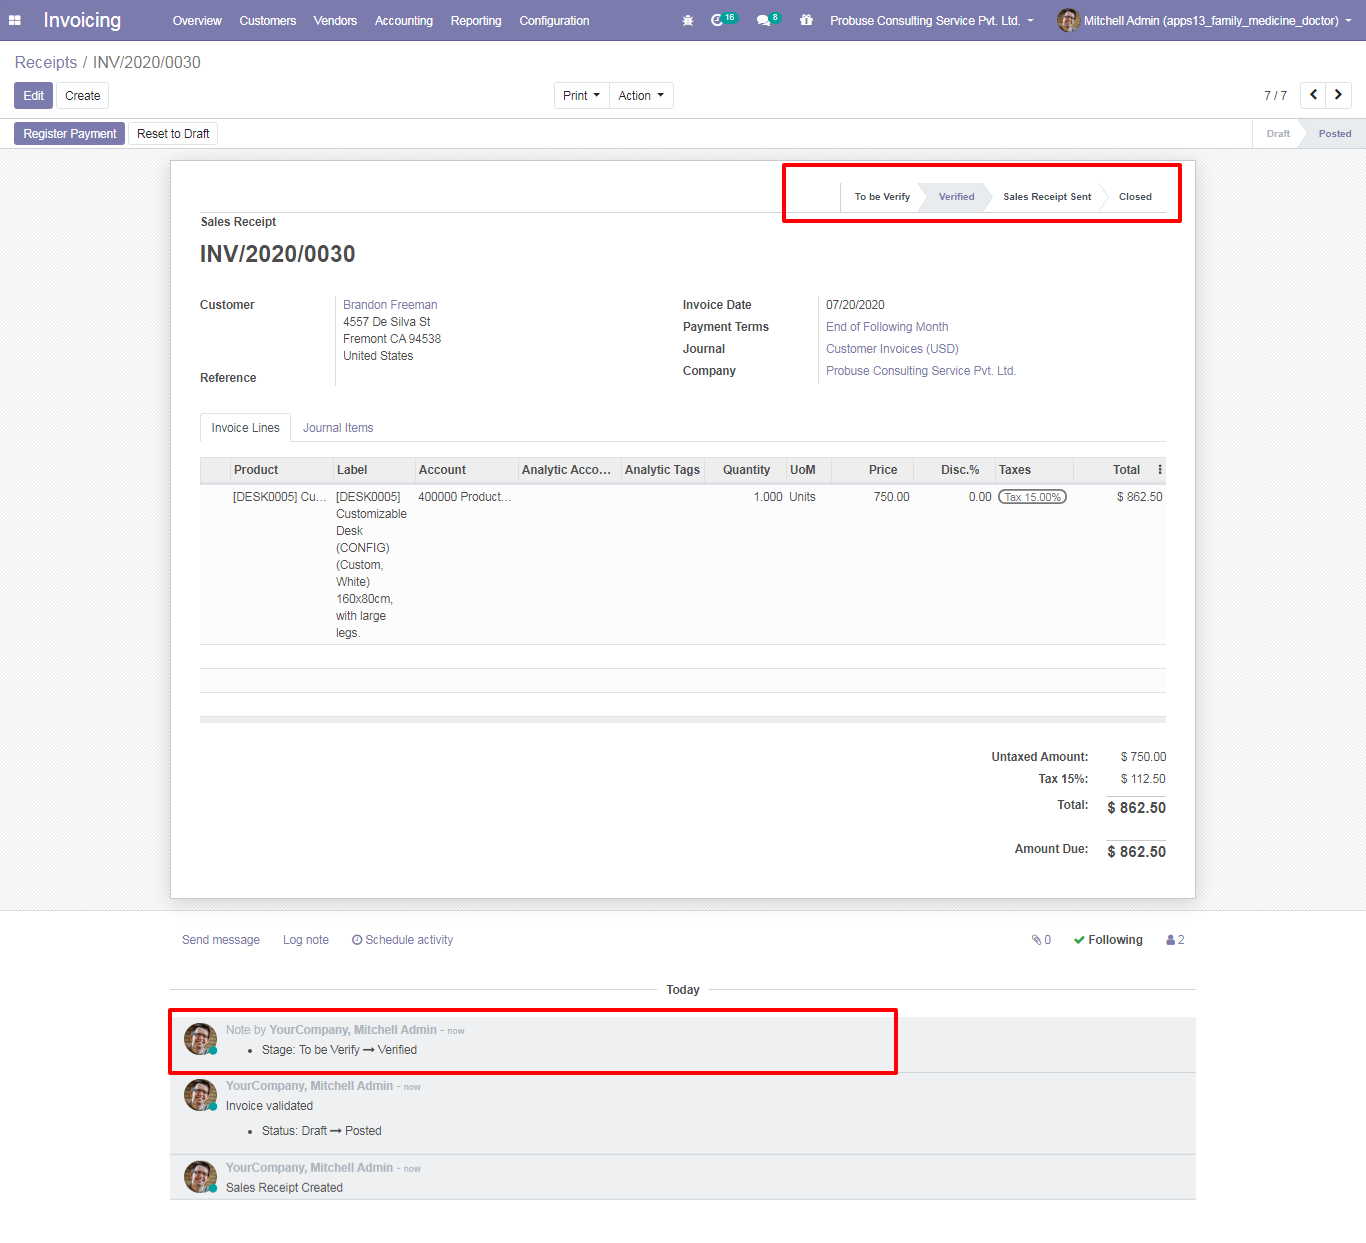 Invoicing Overview Customers Vendors Accounting Reporting Configuration 16 8 Probuse Consulting Service Pvt. Ltd. Mitchell Admin (apps13_family_medicine_doctor)
Receipts / INV/2020/0030
Edit Create Print Action 7 / 7
Register Payment Reset to Draft Draft Posted
To be Verify Verified Sales Receipt Sent Closed
Sales Receipt
INV/2020/0030
Customer Brandon Freeman
4557 De Silva St
Fremont CA 94538
United States
Reference
Invoice Date 07/20/2020
Payment Terms End of Following Month
Journal Customer Invoices (USD)
Company Probuse Consulting Service Pvt. Ltd.
Invoice Lines Journal Items
Product Label Account Analytic Acco... Analytic Tags Quantity UoM Price Disc.% Taxes Total
[DESK0005] Cu... [DESK0005] 400000 Product... 1.000 Units 750.00 0.00 Tax 15.00% $ 862.50
Customizable
Desk
(CONFIG)
(Custom,
White)
160x80cm,
with large
legs.
Untaxed Amount: $ 750.00
Tax 15%: $ 112.50
Total: $ 862.50
Amount Due: $ 862.50
Send message Log note Schedule activity 0 Following 2
Today
Note by YourCompany, Mitchell Admin - now
• Stage: To be Verify → Verified
YourCompany, Mitchell Admin - now
Invoice validated
• Status: Draft → Posted
YourCompany, Mitchell Admin - now
Sales Receipt Created